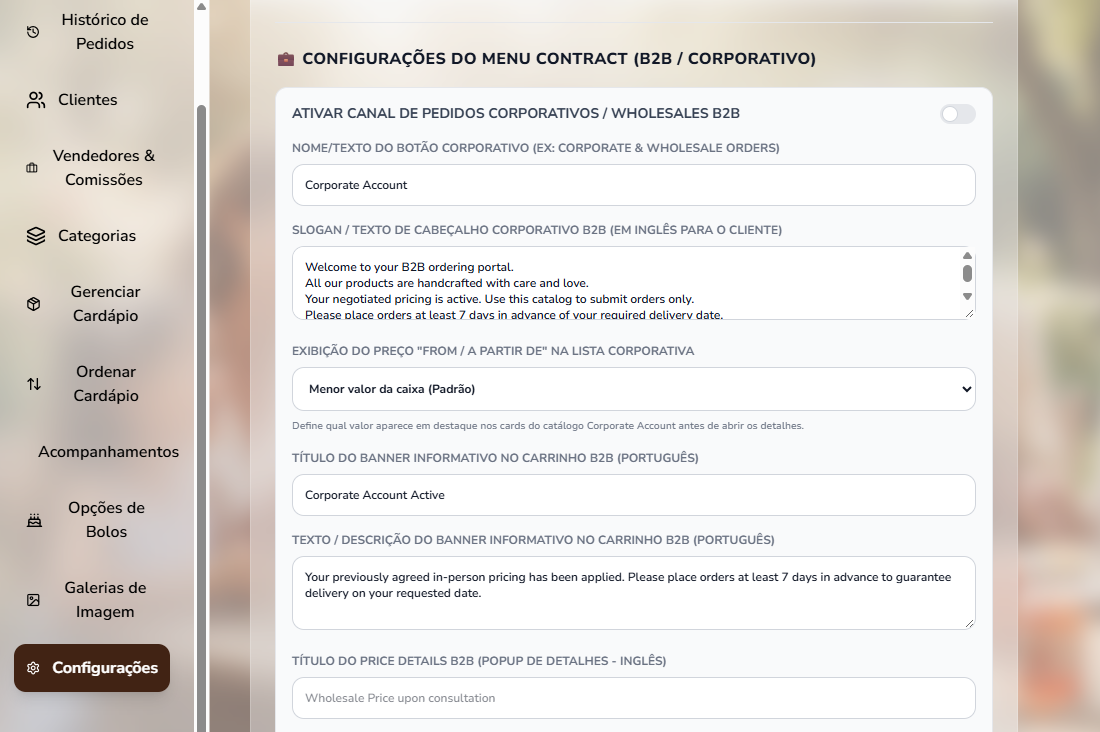 Histórico de
Pedidos
Clientes
Vendedores &
Comissões
Categorias
Gerenciar
Cardápio
Ordenar
Cardápio
Acompanhamentos
Opções de
Bolos
Galerias de
Imagem
Configurações
CONFIGURAÇÕES DO MENU CONTRACT (B2B / CORPORATIVO)
ATIVAR CANAL DE PEDIDOS CORPORATIVOS / WHOLESALES B2B
NOME/TEXTO DO BOTÃO CORPORATIVO (EX: CORPORATE & WHOLESALE ORDERS)
Corporate Account
SLOGAN / TEXTO DE CABEÇALHO CORPORATIVO B2B (EM INGLÊS PARA O CLIENTE)
Welcome to your B2B ordering portal.
All our products are handcrafted with care and love.
Your negotiated pricing is active. Use this catalog to submit orders only.
Please place orders at least 7 days in advance of your required delivery date.
EXIBIÇÃO DO PREÇO "FROM / A PARTIR DE" NA LISTA CORPORATIVA
Menor valor da caixa (Padrão)
Define qual valor aparece em destaque nos cards do catálogo Corporate Account antes de abrir os detalhes.
TÍTULO DO BANNER INFORMATIVO NO CARRINHO B2B (PORTUGUÊS)
Corporate Account Active
TEXTO / DESCRIÇÃO DO BANNER INFORMATIVO NO CARRINHO B2B (PORTUGUÊS)
Your previously agreed in-person pricing has been applied. Please place orders at least 7 days in advance to guarantee
delivery on your requested date.
TÍTULO DO PRICE DETAILS B2B (POPUP DE DETALHES - INGLÊS)
Wholesale Price upon consultation